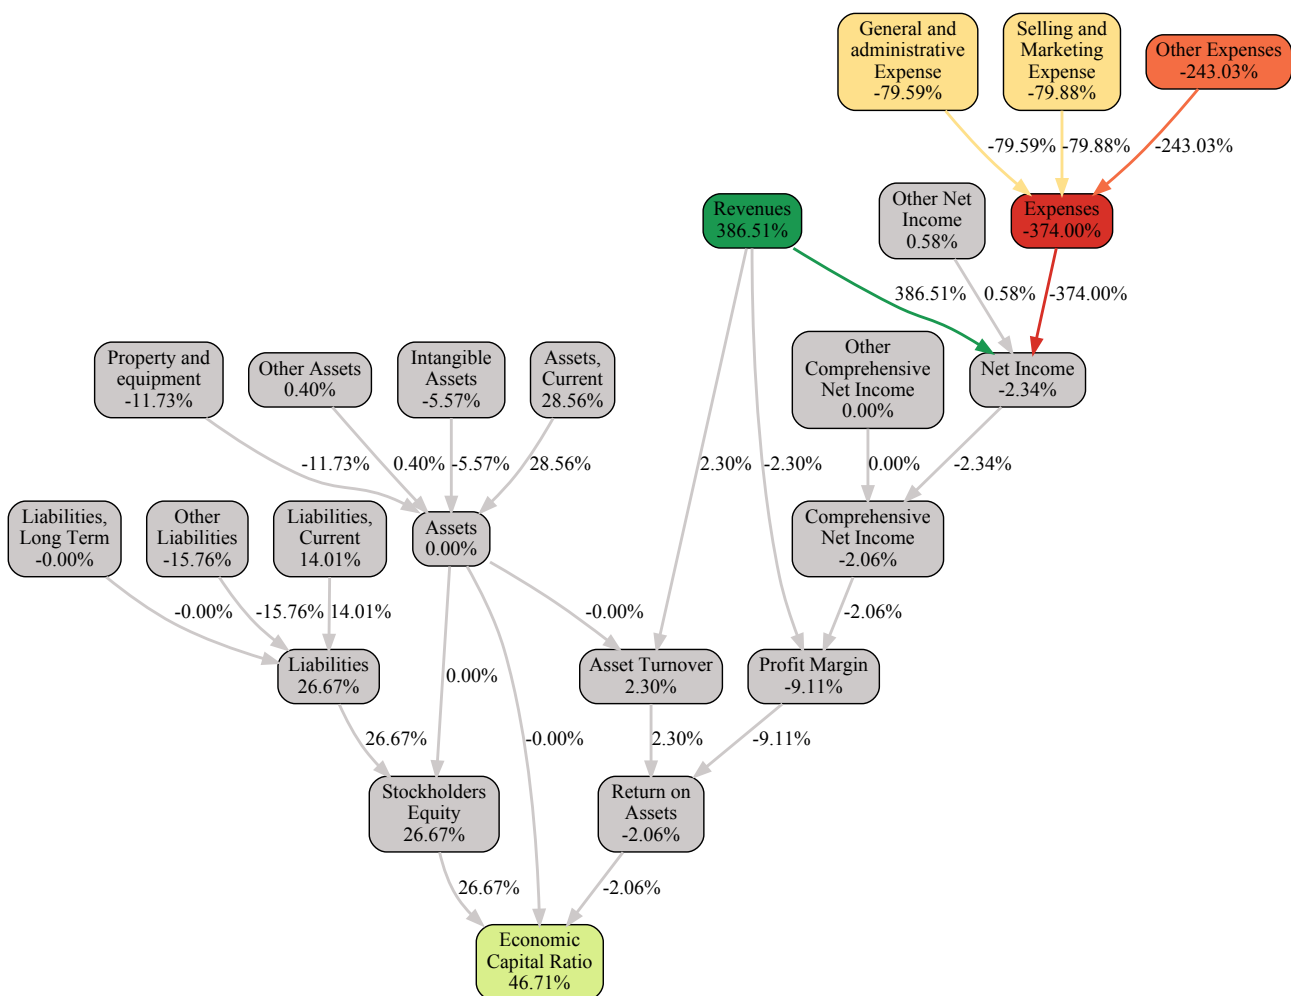 General and
administrative
Expense
-79.59%
Selling and
Marketing
Expense
-79.88%
Other Expenses
-243.03%
-79.59%
-79.88%
-243.03%
Revenues
386.51%
Other Net
Income
0.58%
Expenses
-374.00%
386.51%
0.58%
-374.00%
Property and
equipment
-11.73%
Other Assets
0.40%
Intangible
Assets
-5.57%
Assets,
Current
28.56%
Other
Comprehensive
Net Income
0.00%
Net Income
-2.34%
-11.73%
0.40%
-5.57%
28.56%
2.30%
-2.30%
0.00%
-2.34%
Liabilities,
Long Term
-0.00%
Other
Liabilities
-15.76%
Liabilities,
Current
14.01%
Assets
0.00%
Comprehensive
Net Income
-2.06%
-0.00%
-15.76%
14.01%
-0.00%
-2.06%
Liabilities
26.67%
0.00%
Asset Turnover
2.30%
Profit Margin
-9.11%
26.67%
-0.00%
2.30%
-9.11%
Stockholders
Equity
26.67%
Return on
Assets
-2.06%
26.67%
-2.06%
Economic
Capital Ratio
46.71%